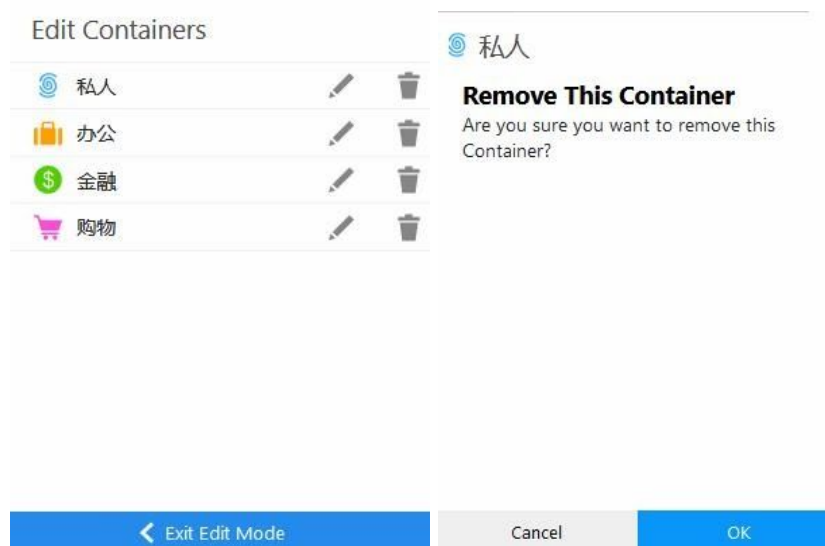 Edit Containers
私人
办公
$
金融
购物
Exit Edit Mode
私人
Remove This Container
Are you sure you want to remove this
Container?
Cancel
OK